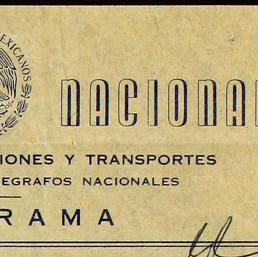 MEXICANOS
NACIONAL
IONES Y TRANSPORTES
EGRAFOS NACIONALES
RAMA